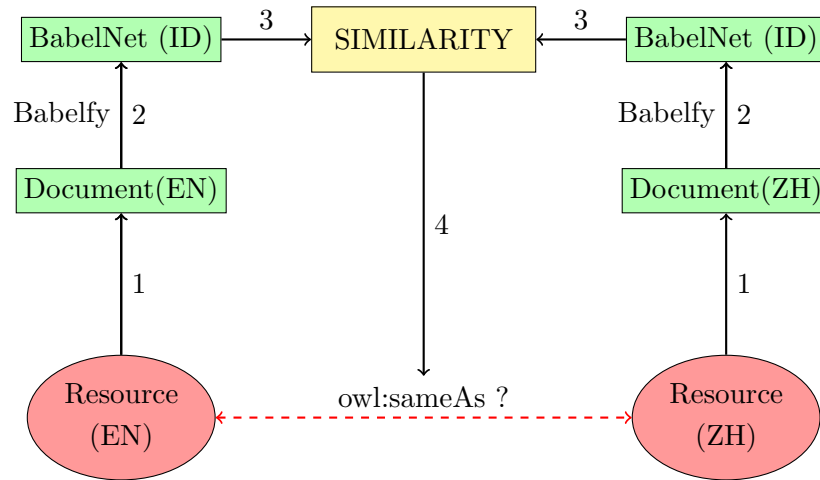 BabelNet (ID)
3
SIMILARITY
3
BabelNet (ID)
Babelfy
2
Babelfy
2
Document(EN)
Document(ZH)
4
1
1
owl:sameAs ?
Resource
(EN)
Resource
(ZH)